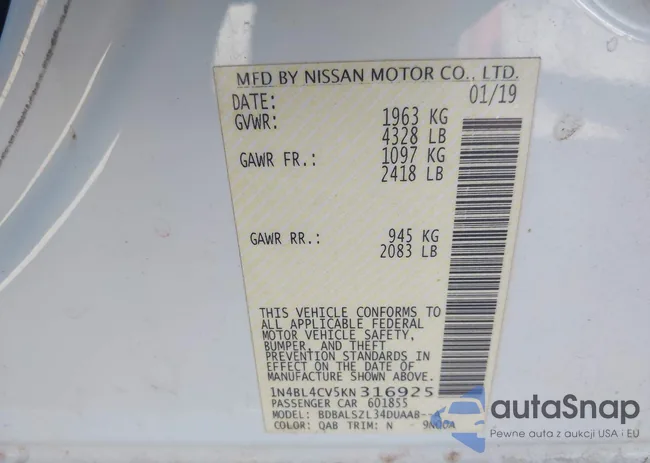 MFD BY NISSAN MOTOR CO., LTD.
DATE: 01/19
GVWR: 1963 KG
4328 LB
GAWR FR.: 1097 KG
2418 LB
GAWR RR.: 945 KG
2083 LB
THIS VEHICLE CONFORMS TO
ALL APPLICABLE FEDERAL
MOTOR VEHICLE SAFETY,
BUMPER, AND THEFT
PREVENTION STANDARDS IN
EFFECT ON THE DATE OF
MANUFACTURE SHOWN ABOVE.
1N4BL4CV5KN316925
PASSENGER CAR 601855
MODEL: BDBALSZL34DUAAB--
COLOR: QAB TRIM: N -
autoSnap
Pewne auta z aukcji USA i EU